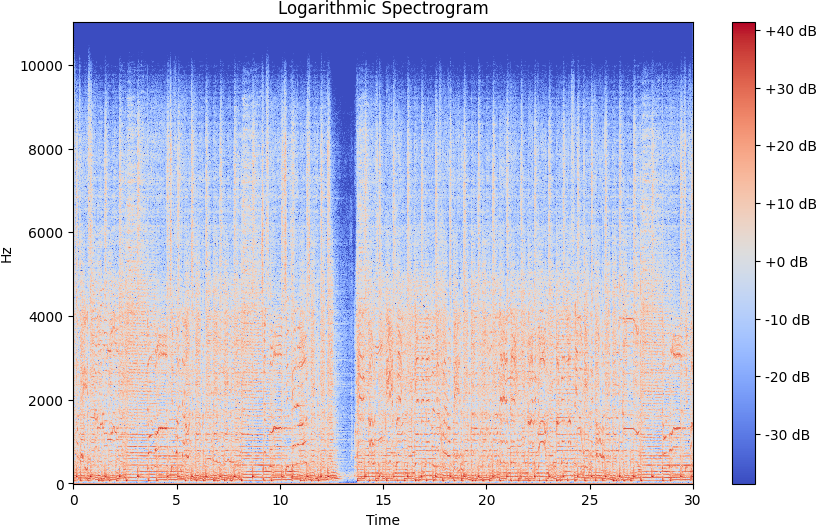 Logarithmic Spectrogram
Hz
10000
8000
6000
4000
2000
0
0 5 10 15 20 25 30
Time
+40 dB
+30 dB
+20 dB
+10 dB
+0 dB
-10 dB
-20 dB
-30 dB